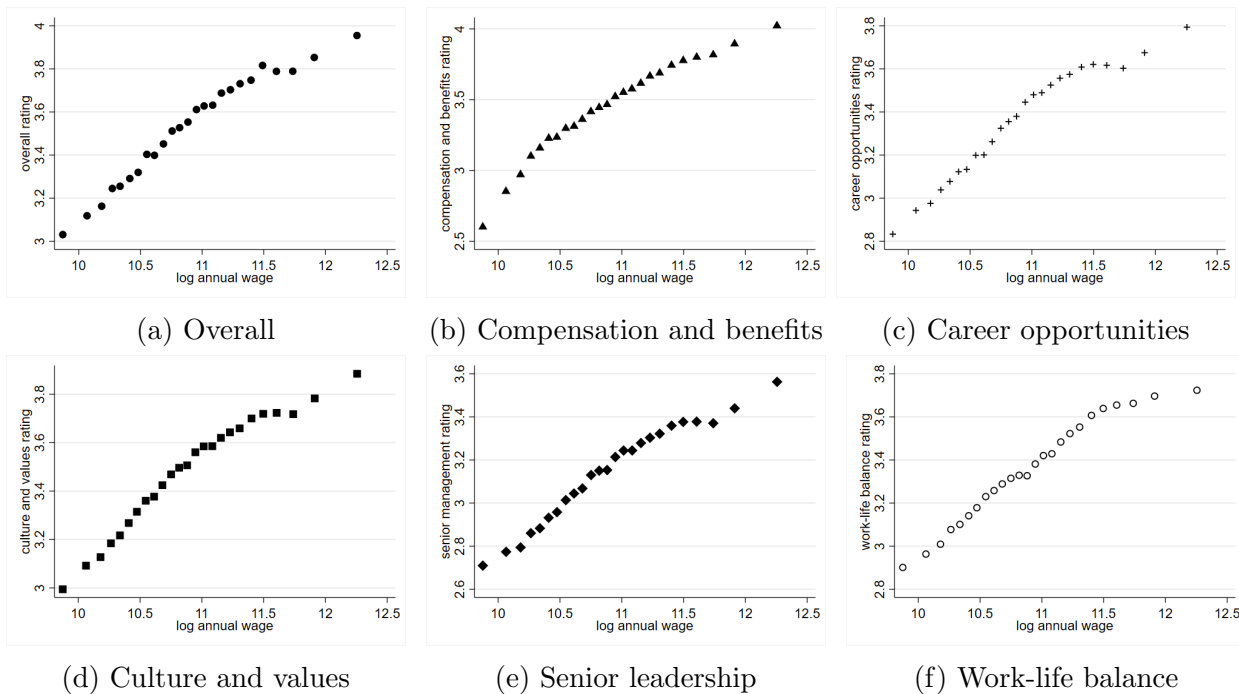 overall rating
3
3.2
3.4
3.6
3.8
4
10 10.5 11 11.5 12 12.5
log annual wage
(a) Overall
compensation and benefits rating
2.5
3
3.5
4
10 10.5 11 11.5 12 12.5
log annual wage
(b) Compensation and benefits
career opportunities rating
2.8
3
3.2
3.4
3.6
3.8
10 10.5 11 11.5 12 12.5
log annual wage
(c) Career opportunities
culture and values rating
3
3.2
3.4
3.6
3.8
10 10.5 11 11.5 12 12.5
log annual wage
(d) Culture and values
senior management rating
2.6
2.8
3
3.2
3.4
3.6
10 10.5 11 11.5 12 12.5
log annual wage
(e) Senior leadership
work-life balance rating
2.8
3
3.2
3.4
3.6
3.8
10 10.5 11 11.5 12 12.5
log annual wage
(f) Work-life balance